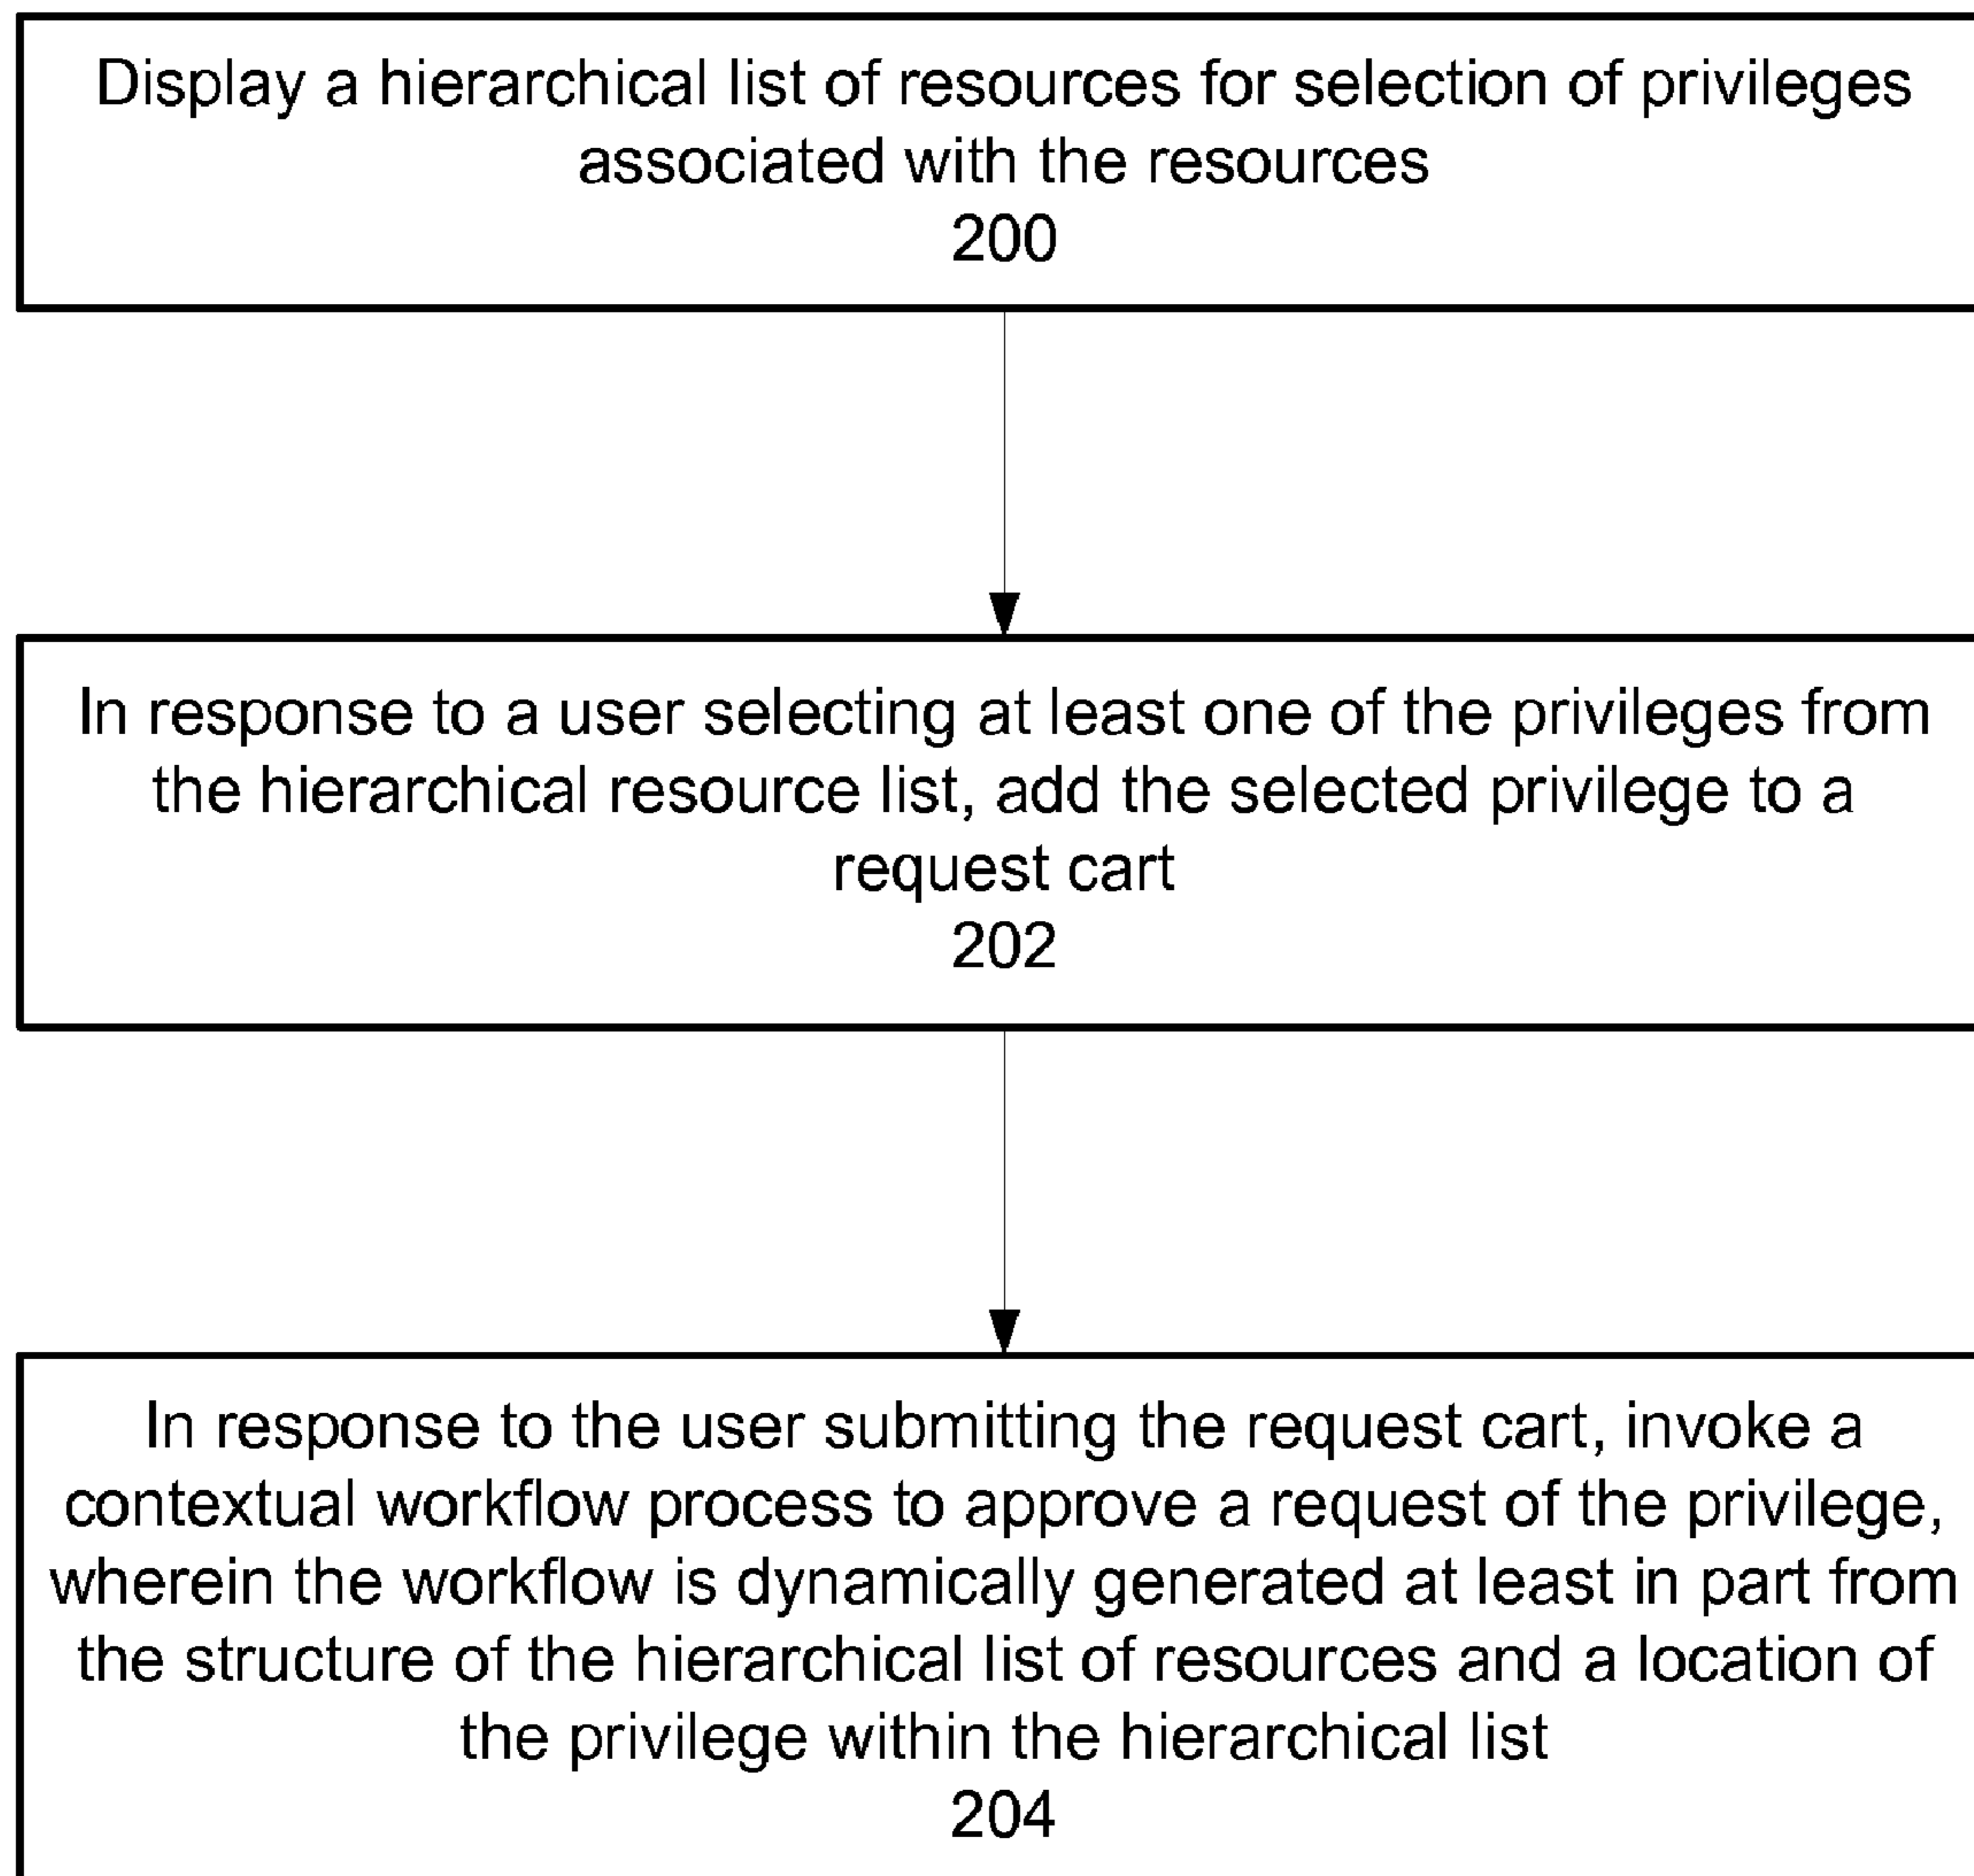 Display a hierarchical list of resources for selection of privileges
associated with the resources
200
In response to a user selecting at least one of the privileges from
the hierarchical resource list, add the selected privilege to a
request cart
202
In response to the user submitting the request cart, invoke a
contextual workflow process to approve a request of the privilege,
wherein the workflow is dynamically generated at least in part from
the structure of the hierarchical list of resources and a location of
the privilege within the hierarchical list
204